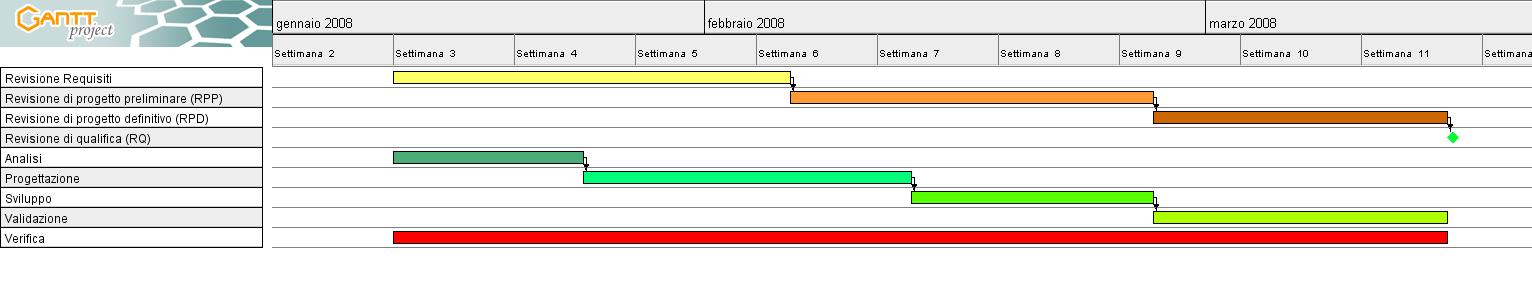 GANTT
project
gennaio 2008 febbraio 2008 marzo 2008
Settimana 2 Settimana 3 Settimana 4 Settimana 5 Settimana 6 Settimana 7 Settimana 8 Settimana 9 Settimana 10 Settimana 11 Settimana
Revisione Requisiti
Revisione di progetto preliminare (RPP)
Revisione di progetto definitivo (RPD)
Revisione di qualifica (RQ)
Analisi
Progettazione
Sviluppo
Validazione
Verifica